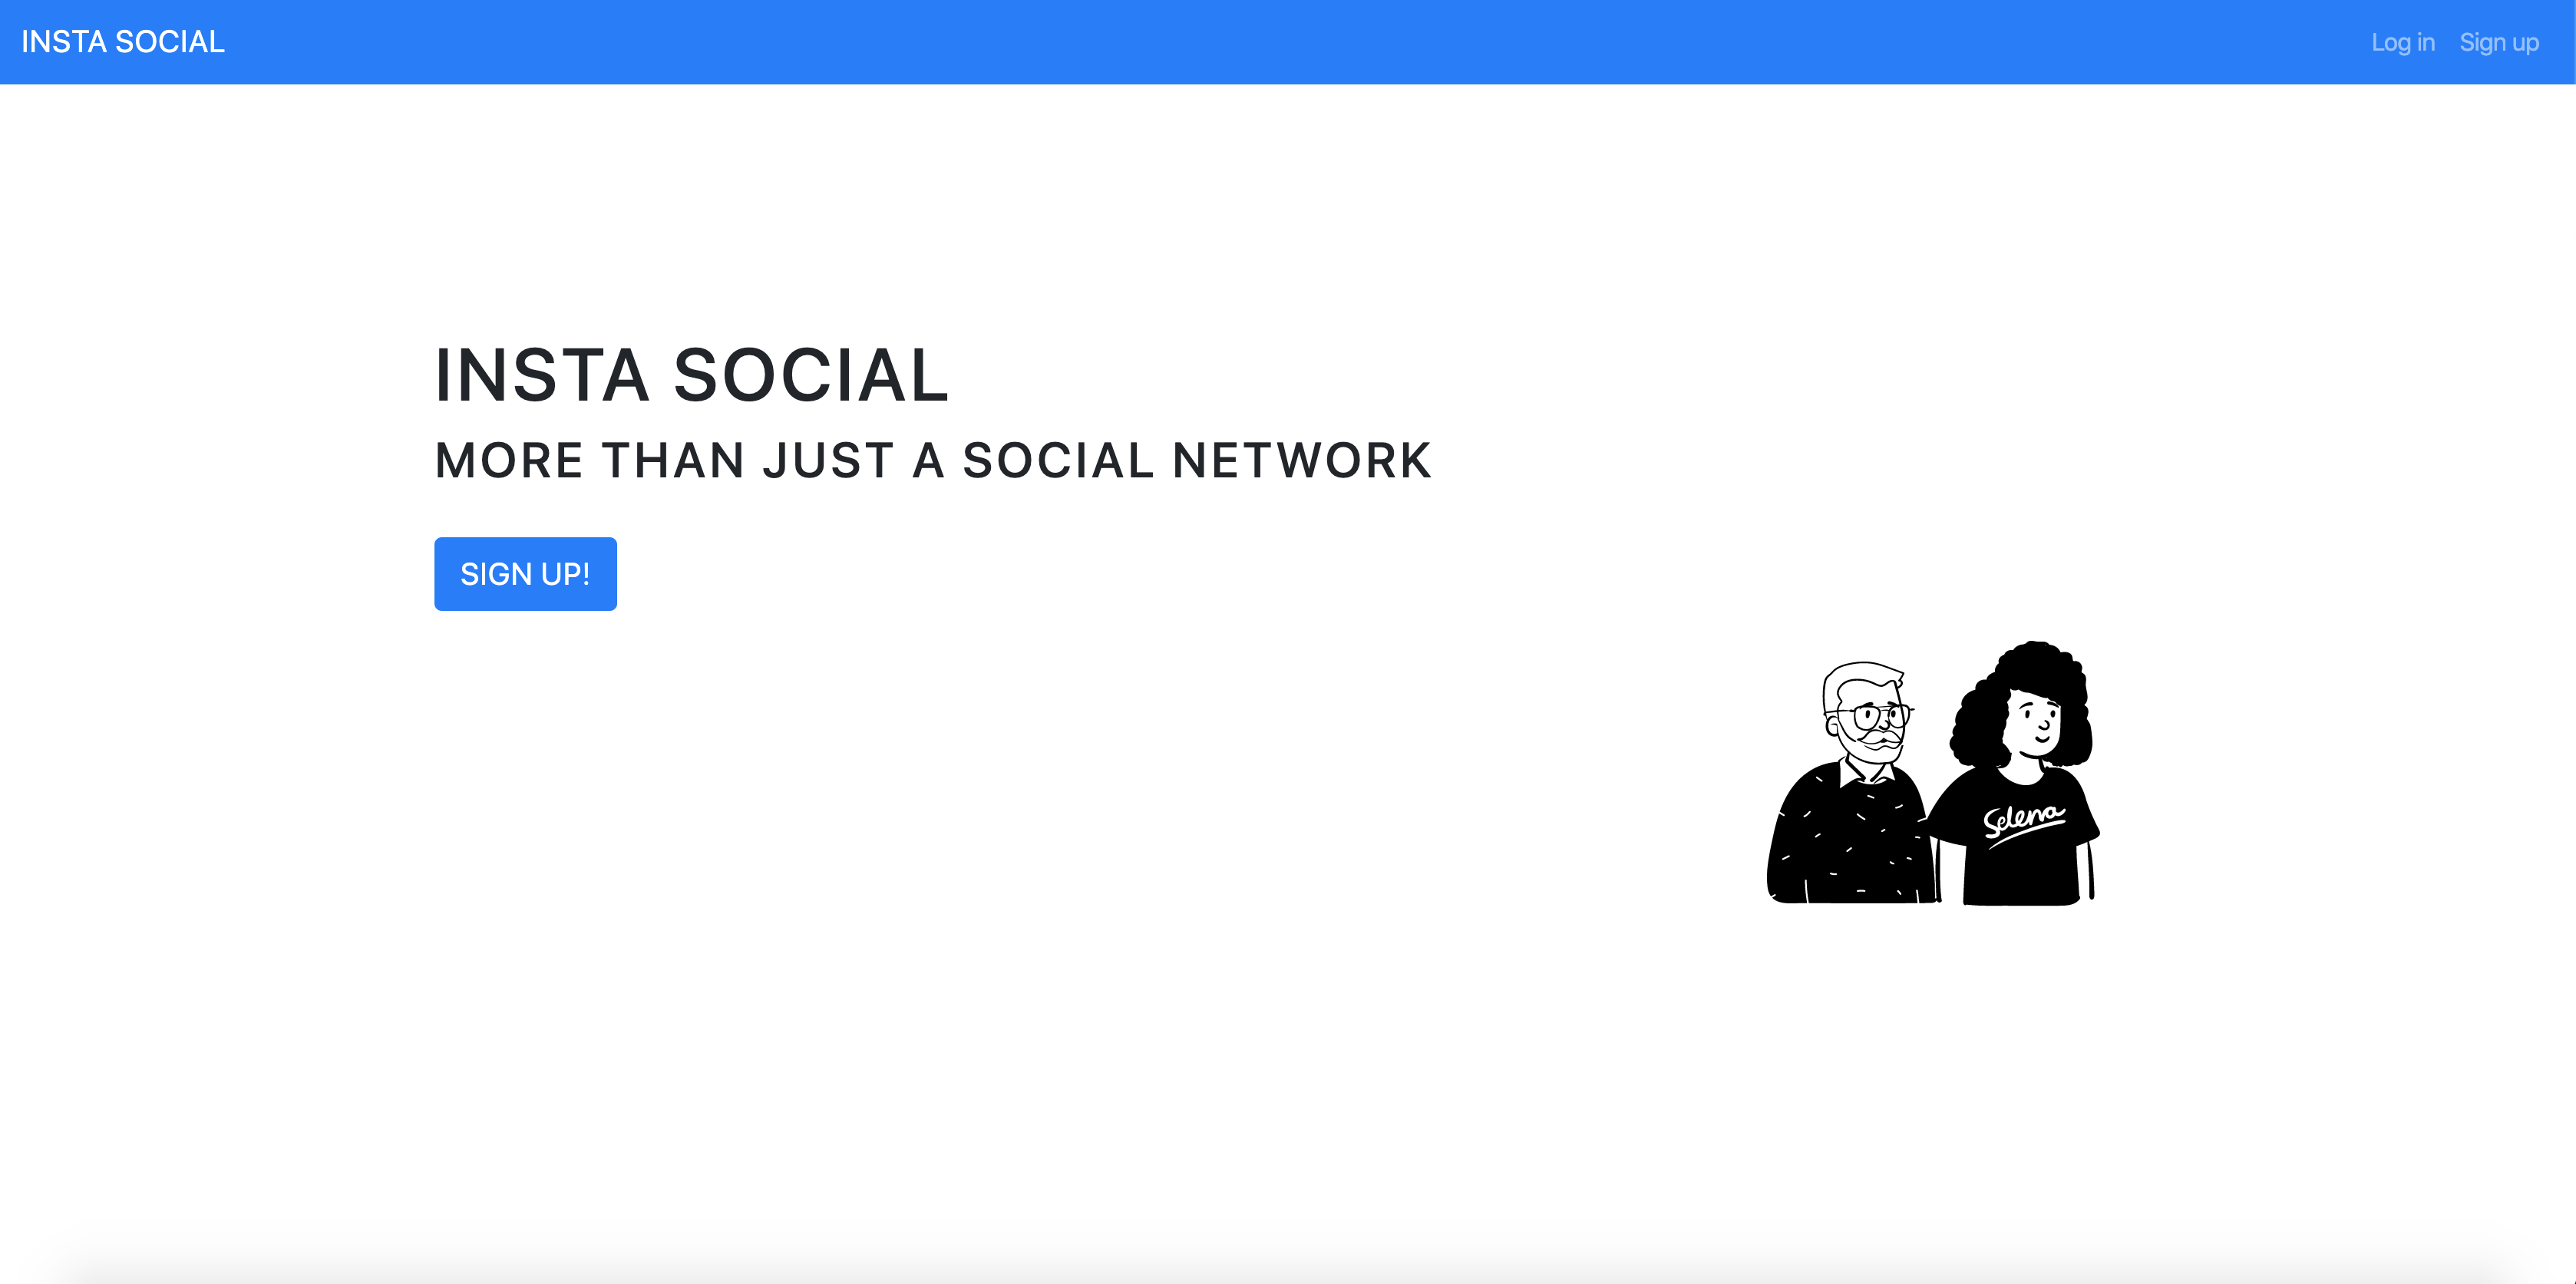 INSTA SOCIAL
Log in
Sign up
INSTA SOCIAL
MORE THAN JUST A SOCIAL NETWORK
SIGN UP!
Selena